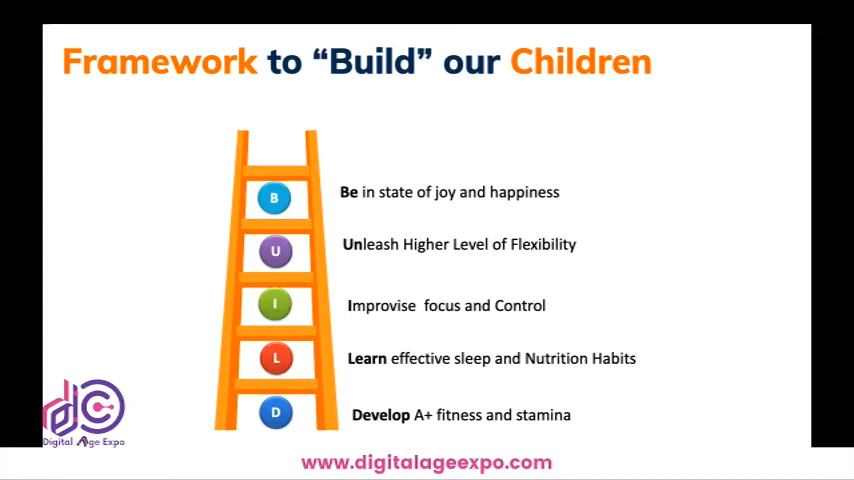 Framework to “Build” our Children
B
Be in state of joy and happiness
U
Unleash Higher Level of Flexibility
I
Improvise focus and Control
L
Learn effective sleep and Nutrition Habits
D
Develop A+ fitness and stamina
Digital Age Expo
www.digitalageexpo.com